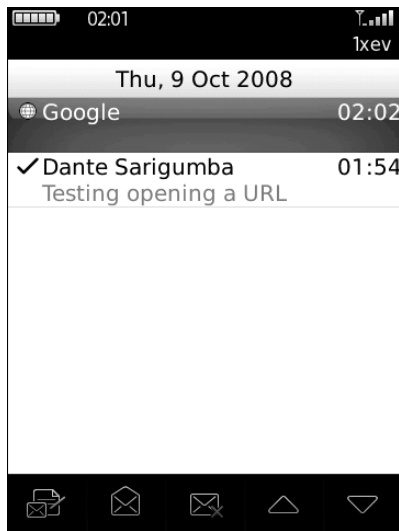 02:01
1xev
Thu, 9 Oct 2008
Google 02:02
Dante Sarigumba 01:54
Testing opening a URL